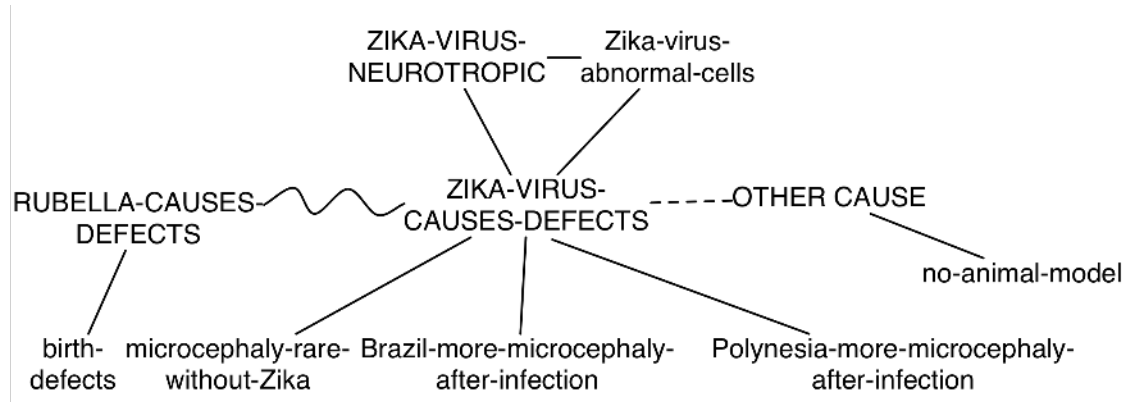 ZIKA-VIRUS-
NEUROTROPIC
Zika-virus-
abnormal-cells
RUBELLA-CAUSES-
DEFECTS
ZIKA-VIRUS-
CAUSES-DEFECTS
OTHER CAUSE
no-animal-model
birth-
defects
microcephaly-rare-
without-Zika
Brazil-more-microcephaly-
after-infection
Polynesia-more-microcephaly-
after-infection